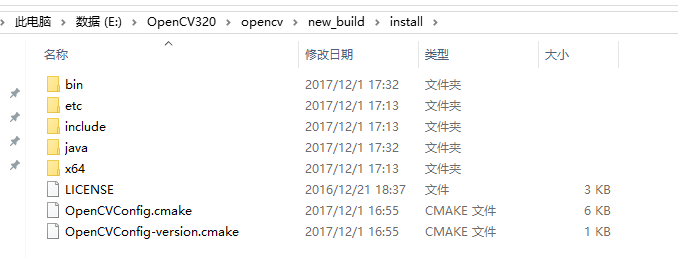 此电脑 > 数据 (E:) > OpenCV320 > opencv > new_build > install >
名称 修改日期 类型 大小
bin 2017/12/1 17:32 文件夹
etc 2017/12/1 17:13 文件夹
include 2017/12/1 17:13 文件夹
java 2017/12/1 17:32 文件夹
x64 2017/12/1 17:13 文件夹
LICENSE 2016/12/21 18:37 文件 3 KB
OpenCVConfig.cmake 2017/12/1 16:55 CMAKE 文件 6 KB
OpenCVConfig-version.cmake 2017/12/1 16:55 CMAKE 文件 1 KB